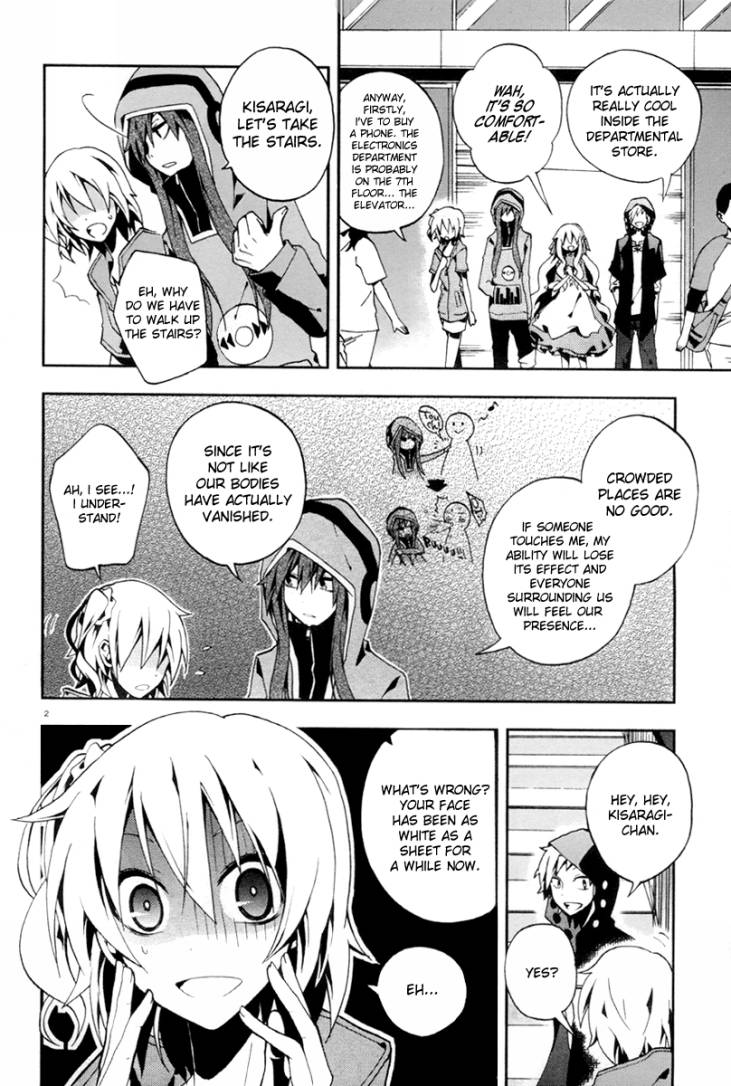 IT'S ACTUALLY
REALLY COOL
INSIDE THE
DEPARTMENTAL
STORE.
WAH,
IT'S SO
COMFORT-
ABLE!
ANYWAY,
FIRSTLY,
I'VE TO BUY
A PHONE. THE
ELECTRONICS
DEPARTMENT
IS PROBABLY
ON THE 7TH
FLOOR... THE
ELEVATOR...
KISARAGI,
LET'S TAKE
THE STAIRS.
EH, WHY
DO WE HAVE
TO WALK UP
THE STAIRS?
CROWDED
PLACES ARE
NO GOOD.
IF SOMEONE
TOUCHES ME, MY
ABILITY WILL LOSE
ITS EFFECT AND
EVERYONE
SURROUNDING US
WILL FEEL OUR
PRESENCE...
SINCE IT'S
NOT LIKE
OUR BODIES
HAVE ACTUALLY
VANISHED.
AH, I SEE...!
I UNDER-
STAND!
2
HEY, HEY,
KISARAGI-
CHAN.
YES?
WHAT'S WRONG?
YOUR FACE
HAS BEEN AS
WHITE AS A
SHEET FOR
A WHILE NOW.
EH...